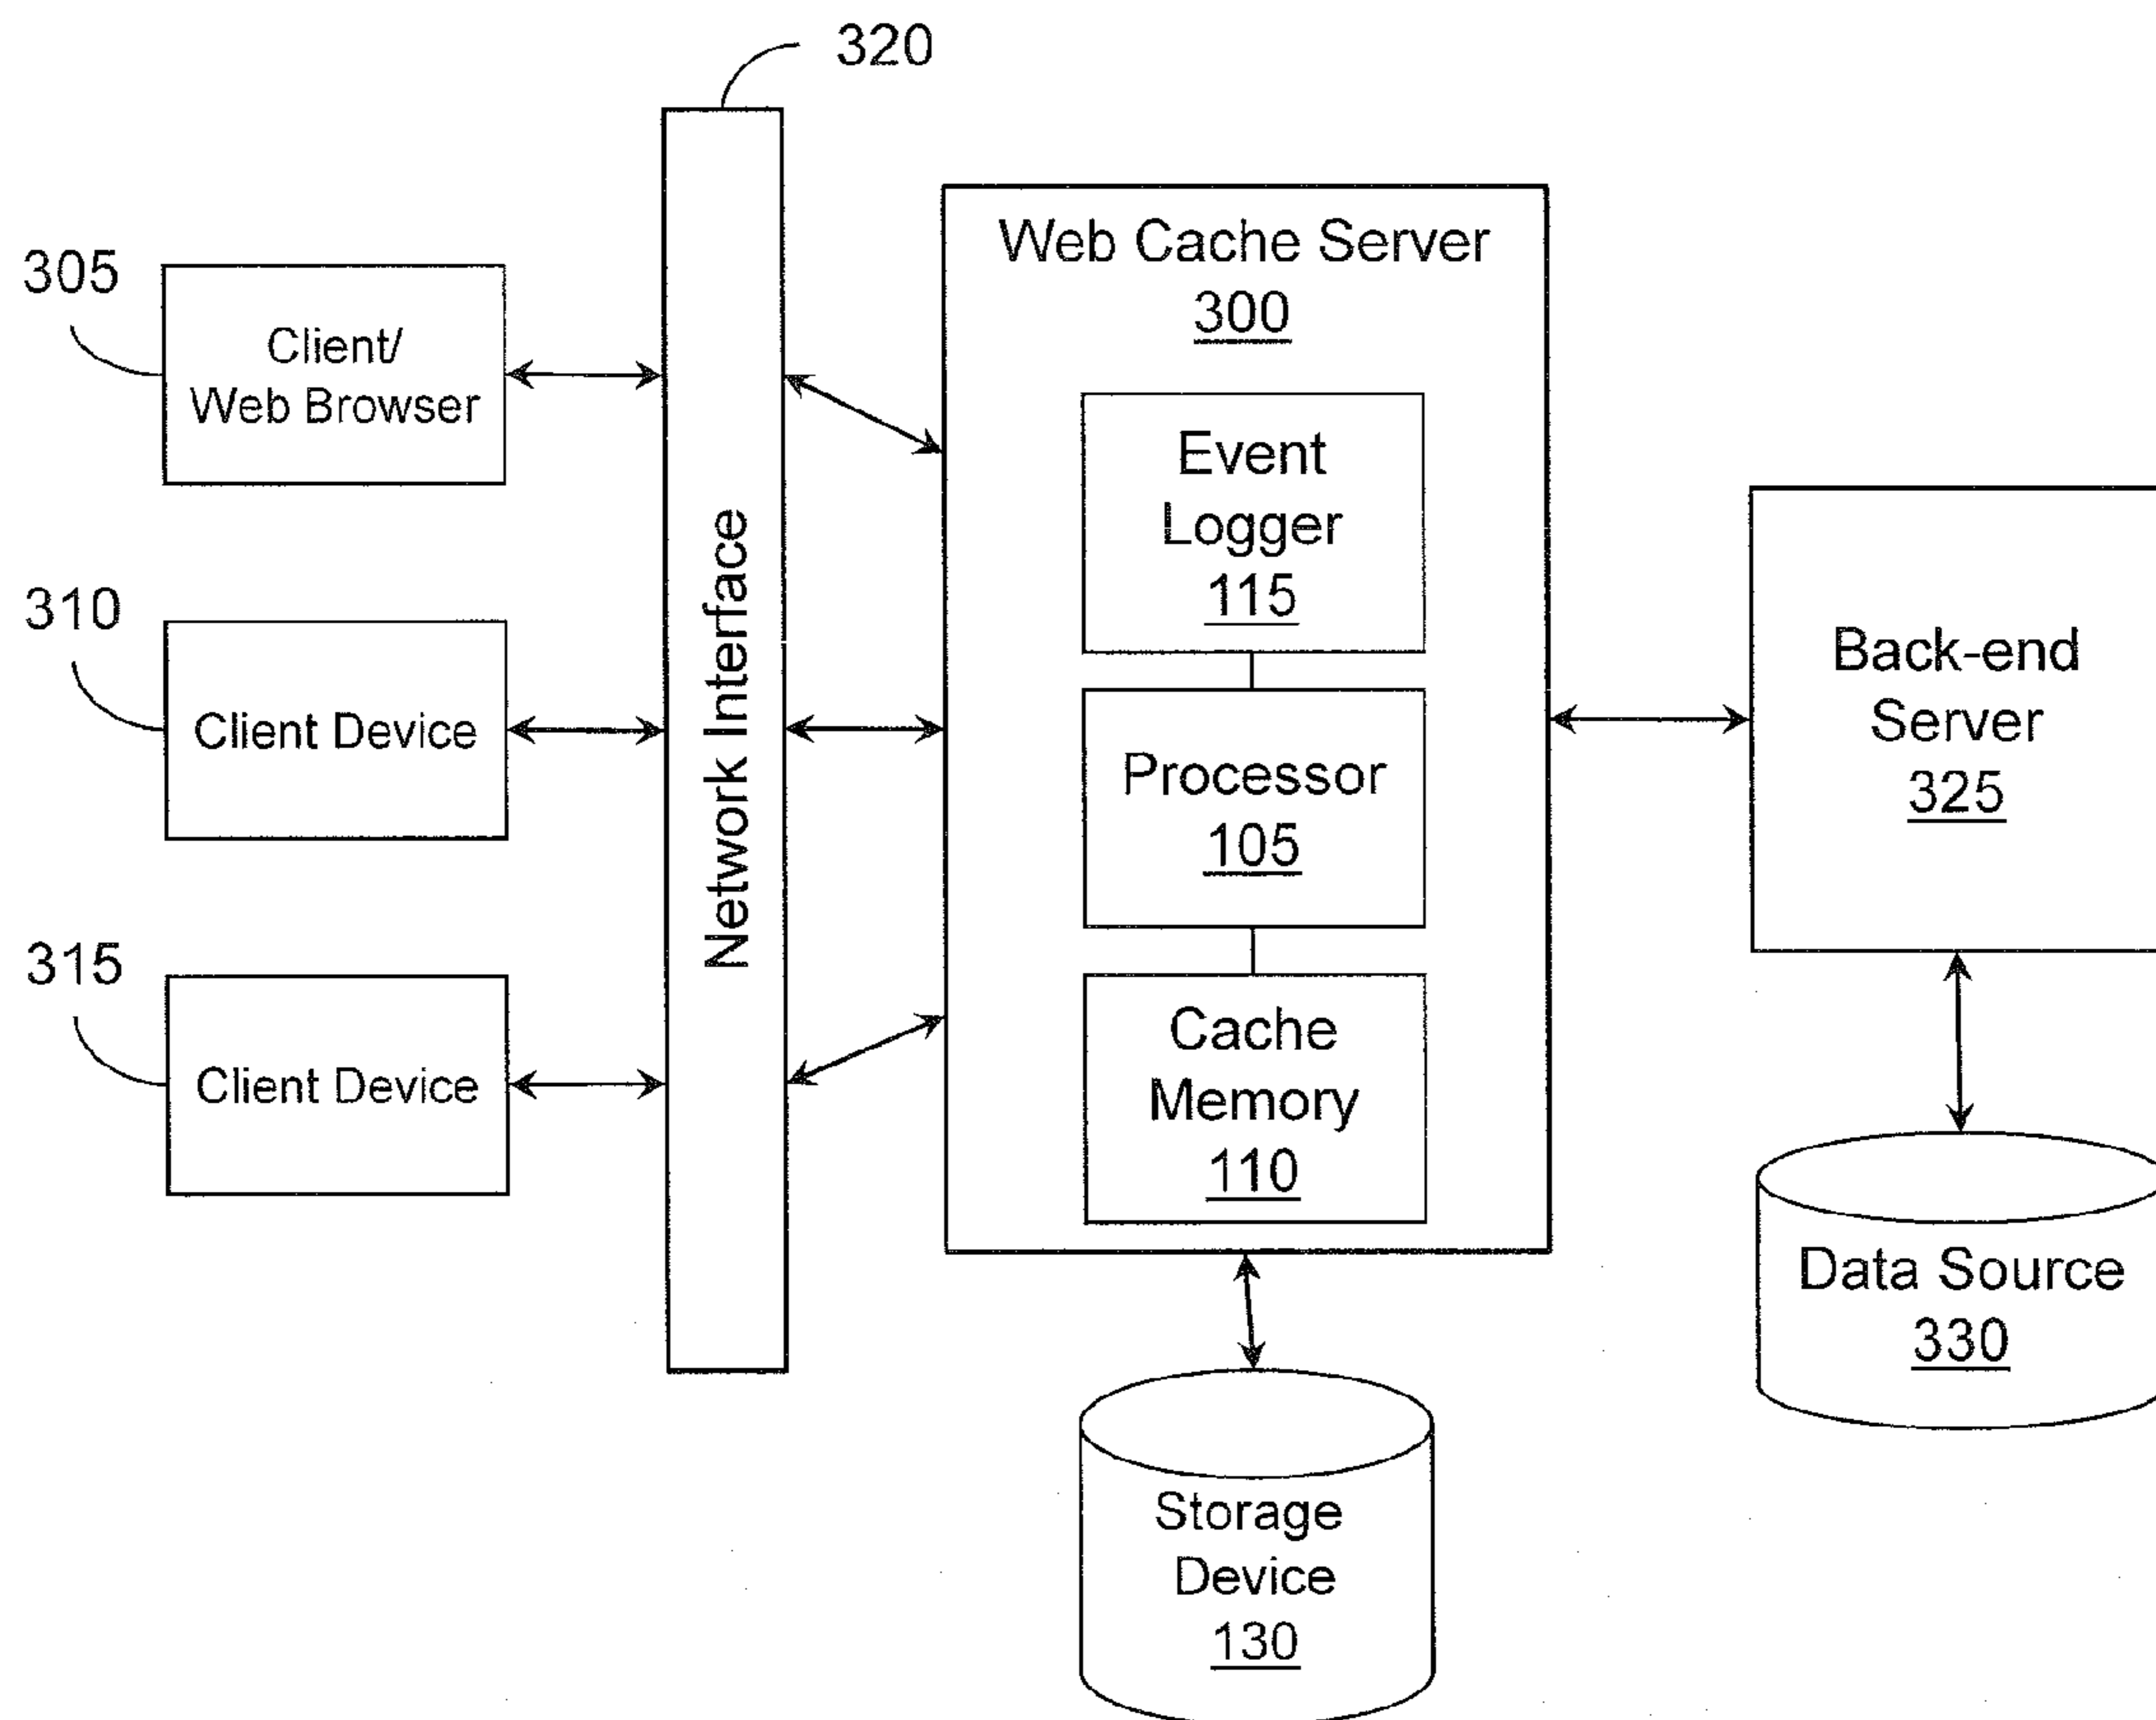 320
305
Client/
Web Browser
310
Client Device
315
Client Device
Network Interface
Web Cache Server
300
Event
Logger
115
Processor
105
Cache
Memory
110
Storage
Device
130
Back-end
Server
325
Data Source
330